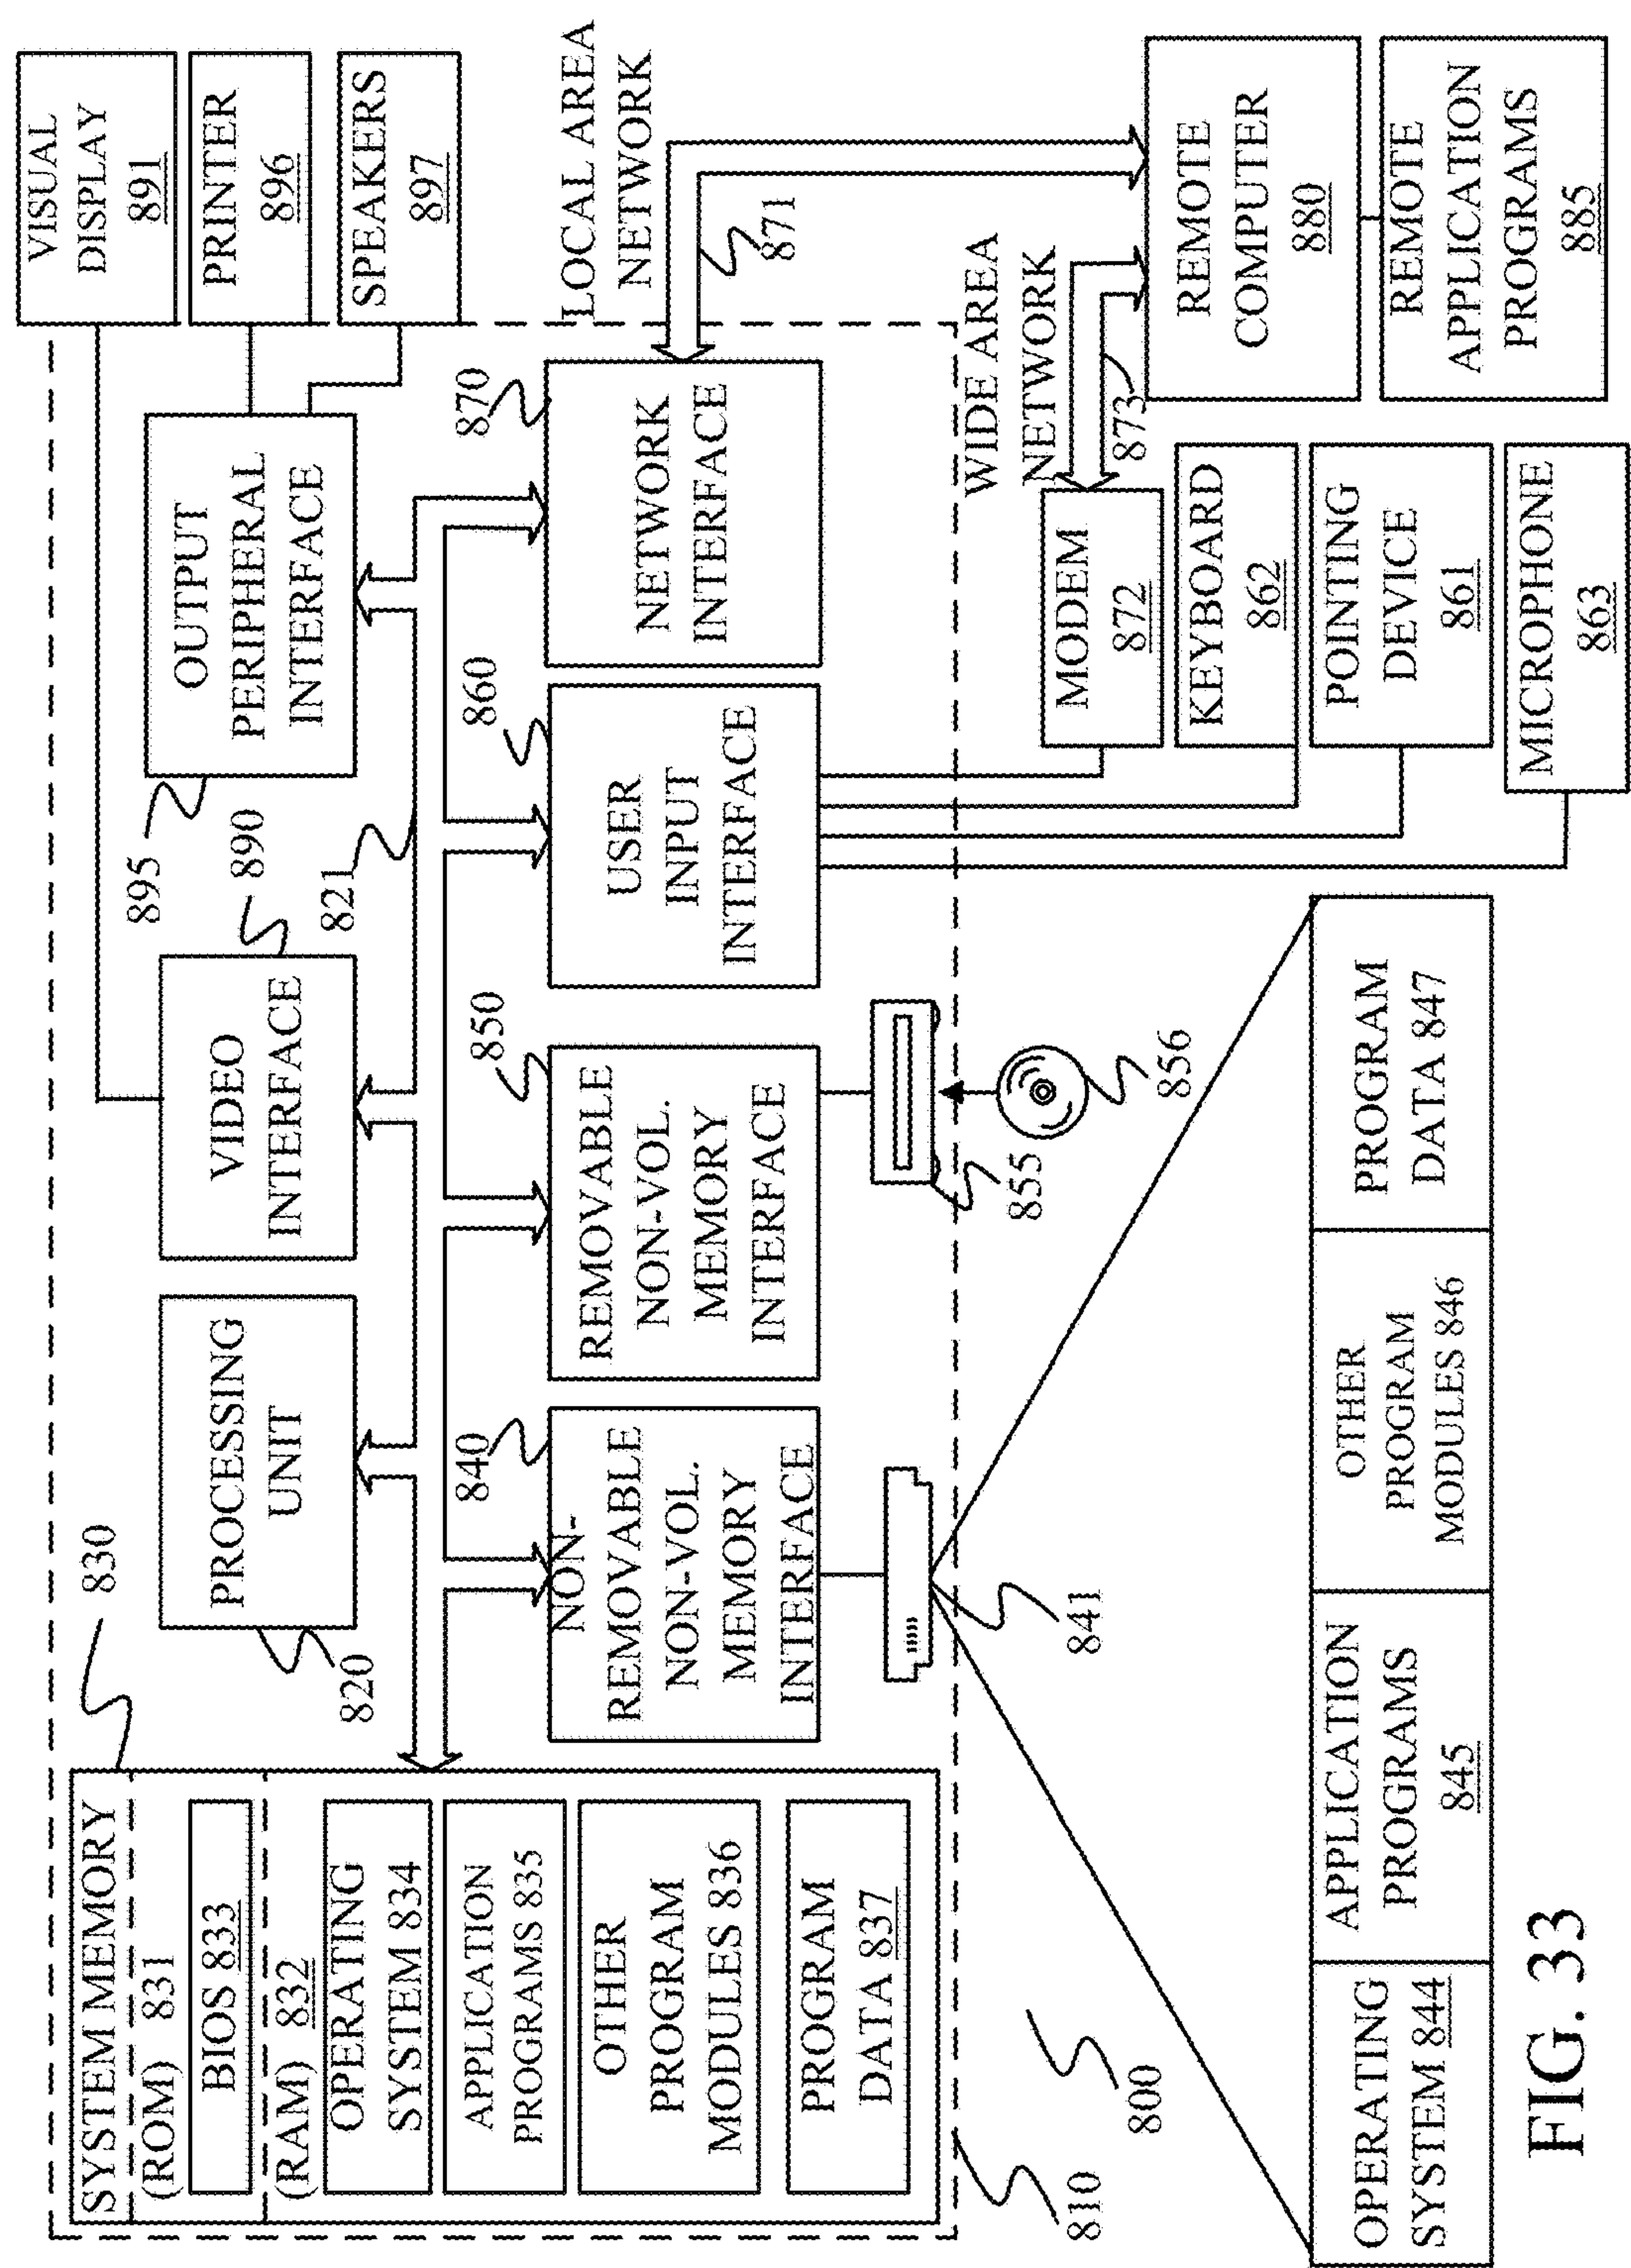 SYSTEM MEMORY
(ROM) 831
BIOS 833
(RAM) 832
OPERATING
SYSTEM 834
APPLICATION
PROGRAMS 835
OTHER
PROGRAM
MODULES 836
PROGRAM
DATA 837
830
820
PROCESSING
UNIT
VIDEO
INTERFACE
890
895
821
OUTPUT
PERIPHERAL
INTERFACE
VISUAL
DISPLAY
891
PRINTER
896
SPEAKERS
897
840
NON-
REMOVABLE
NON-VOL.
MEMORY
INTERFACE
850
REMOVABLE
NON-VOL.
MEMORY
INTERFACE
860
USER
INPUT
INTERFACE
870
NETWORK
INTERFACE
LOCAL AREA
NETWORK
871
810
800
841
855
856
WIDE AREA
NETWORK
873
MODEM
872
KEYBOARD
862
POINTING
DEVICE
861
MICROPHONE
863
REMOTE
COMPUTER
880
REMOTE
APPLICATION
PROGRAMS
885
OPERATING
SYSTEM 844
APPLICATION
PROGRAMS
845
OTHER
PROGRAM
MODULES 846
PROGRAM
DATA 847
FIG. 33